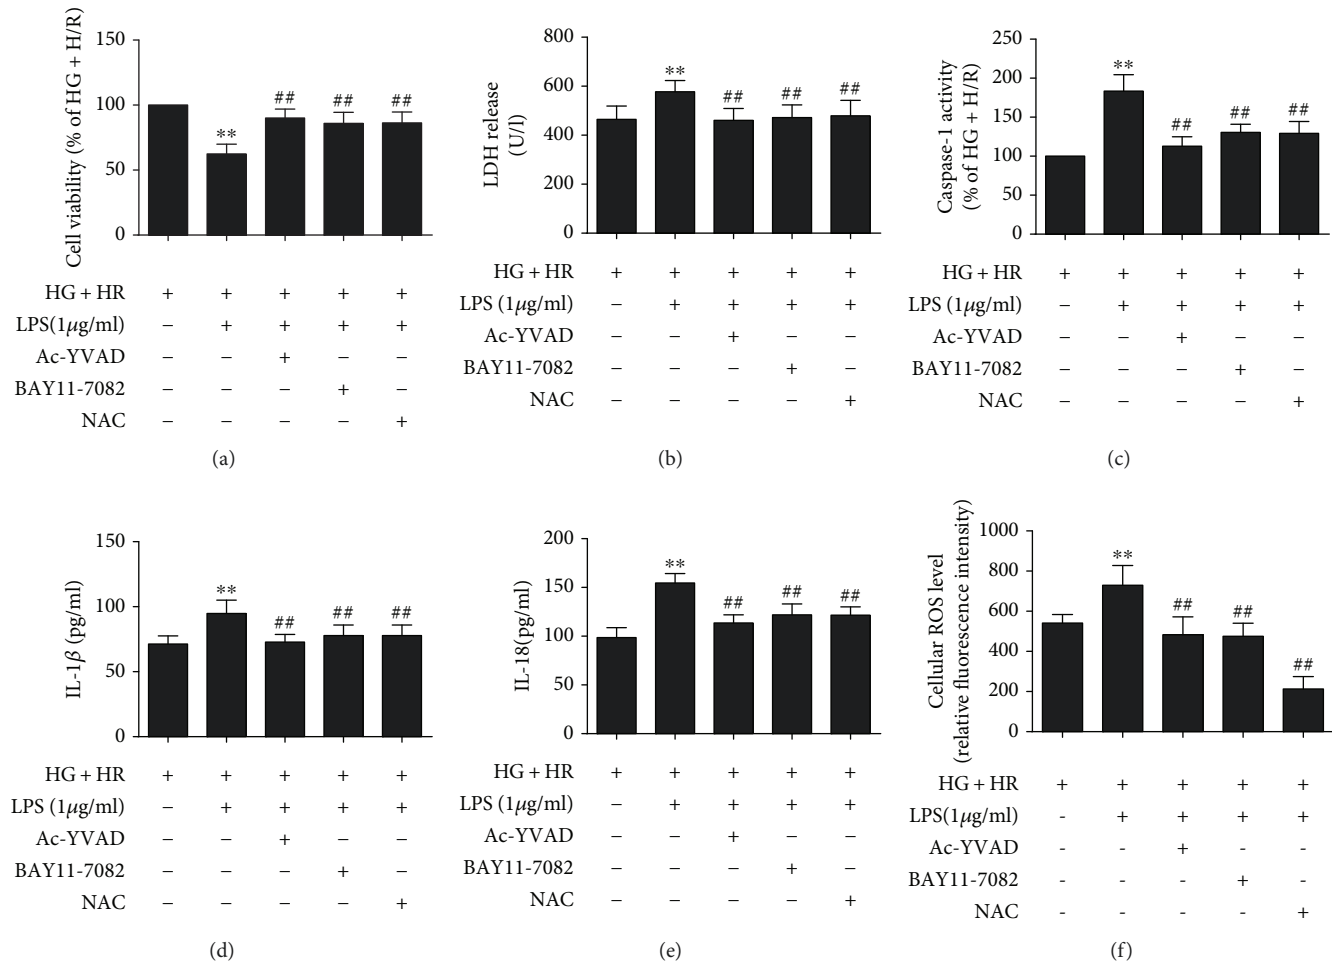 Cell viability (% of HG + H/R)
150
100
50
0
**
##
##
##
HG + HR + + + + +
LPS(1μg/ml) – + + + +
Ac-YVAD – – + – –
BAY11-7082 – – – + –
NAC – – – – +
(a)
LDH release
(U/l)
800
600
400
200
0
**
##
##
##
HG + HR + + + + +
LPS (1μg/ml) – + + + +
Ac-YVAD – – + – –
BAY11-7082 – – – + –
NAC – – – – +
(b)
Caspase-1 activity
(% of HG + H/R)
250
200
150
100
50
0
**
##
##
##
HG + HR + + + + +
LPS (1μg/ml) – + + + +
Ac-YVAD – – + – –
BAY11-7082 – – – + –
NAC – – – – +
(c)
IL-1β (pg/ml)
150
100
50
0
**
##
##
##
HG + HR + + + + +
LPS (1μg/ml) – + + + +
Ac-YVAD – – + – –
BAY11-7082 – – – + –
NAC – – – – +
(d)
IL-18(pg/ml)
200
150
100
50
0
**
##
##
##
HG + HR + + + + +
LPS (1μg/ml) – + + + +
Ac-YVAD – – + – –
BAY11-7082 – – – + –
NAC – – – – +
(e)
Cellular ROS level
(relative fluorescence intensity)
1000
800
600
400
200
0
**
##
##
##
HG + HR + + + + +
LPS(1μg/ml) - + + + +
Ac-YVAD - - + - -
BAY11-7082 - - - + -
NAC - - - - +
(f)